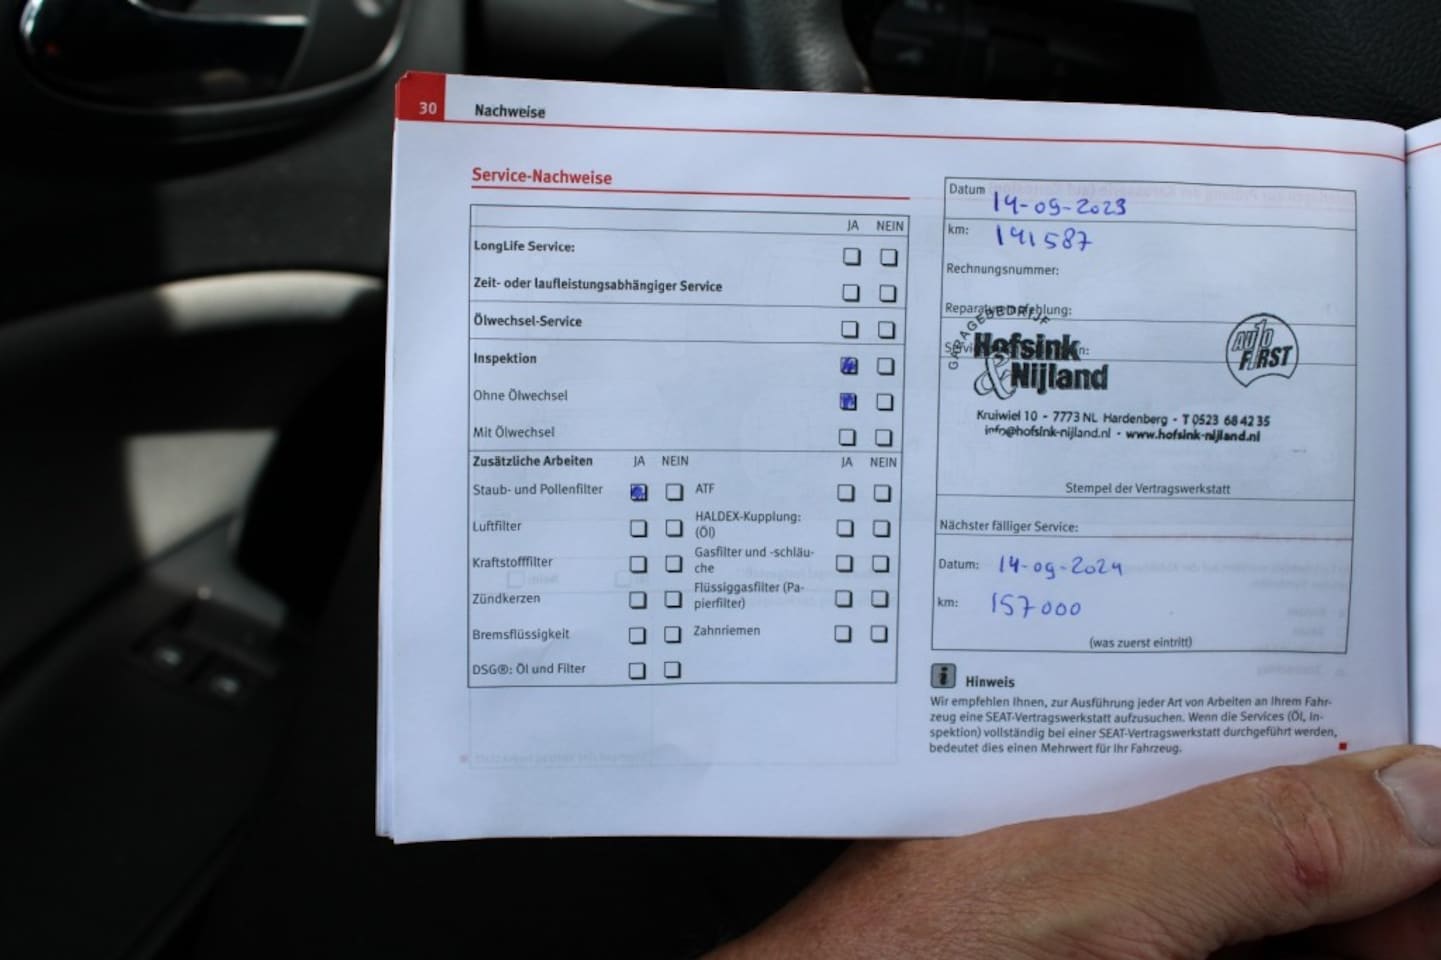 30 Nachweise
Service-Nachweise
JA NEIN
LongLife Service:
Zeit- oder laufleistungsabhängiger Service
Ölwechsel-Service
Inspektion
Ohne Ölwechsel
Mit Ölwechsel
Zusätzliche Arbeiten JA NEIN JA NEIN
Staub- und Pollenfilter ATF
Luftfilter HALDEX-Kupplung:
(Öl)
Kraftstofffilter Gasfilter und -schläu-
che
Zündkerzen Flüssiggasfilter (Pa-
pierfilter)
Bremsflüssigkeit Zahnriemen
DSG®: Öl und Filter
Datum 14-09-2023
km: 141587
Rechnungsnummer:
GARAGEBEDRIJF
Hofsink
& Nijland
AUTO
FIRST
Kruiwiel 10 - 7773 NL Hardenberg - T 0523 68 42 35
info@hofsink-nijland.nl - www.hofsink-nijland.nl
Stempel der Vertragswerkstatt
Nächster fälliger Service:
Datum: 14-09-2024
km: 157000
(was zuerst eintritt)
i Hinweis
Wir empfehlen Ihnen, zur Ausführung jeder Art von Arbeiten an Ihrem Fahr-
zeug eine SEAT-Vertragswerkstatt aufzusuchen. Wenn die Services (Öl, In-
spektion) vollständig bei einer SEAT-Vertragswerkstatt durchgeführt werden,
bedeutet dies einen Mehrwert für Ihr Fahrzeug.